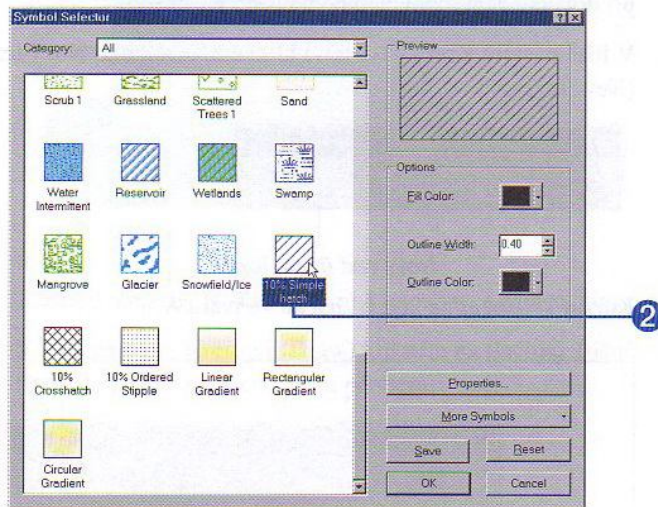 Symbol Selector
Category: All
Scrub 1
Grassland
Scattered
Trees 1
Sand
Water
Intermittent
Reservoir
Wetlands
Swamp
Mangrove
Glacier
Snowfield/Ice
10% Simple
hatch
10%
Crosshatch
10% Ordered
Stipple
Linear
Gradient
Rectangular
Gradient
Circular
Gradient
Preview
Options
Fill Color:
Outline Width: 0.40
Outline Color:
Properties...
More Symbols
Save
Reset
OK
Cancel
2